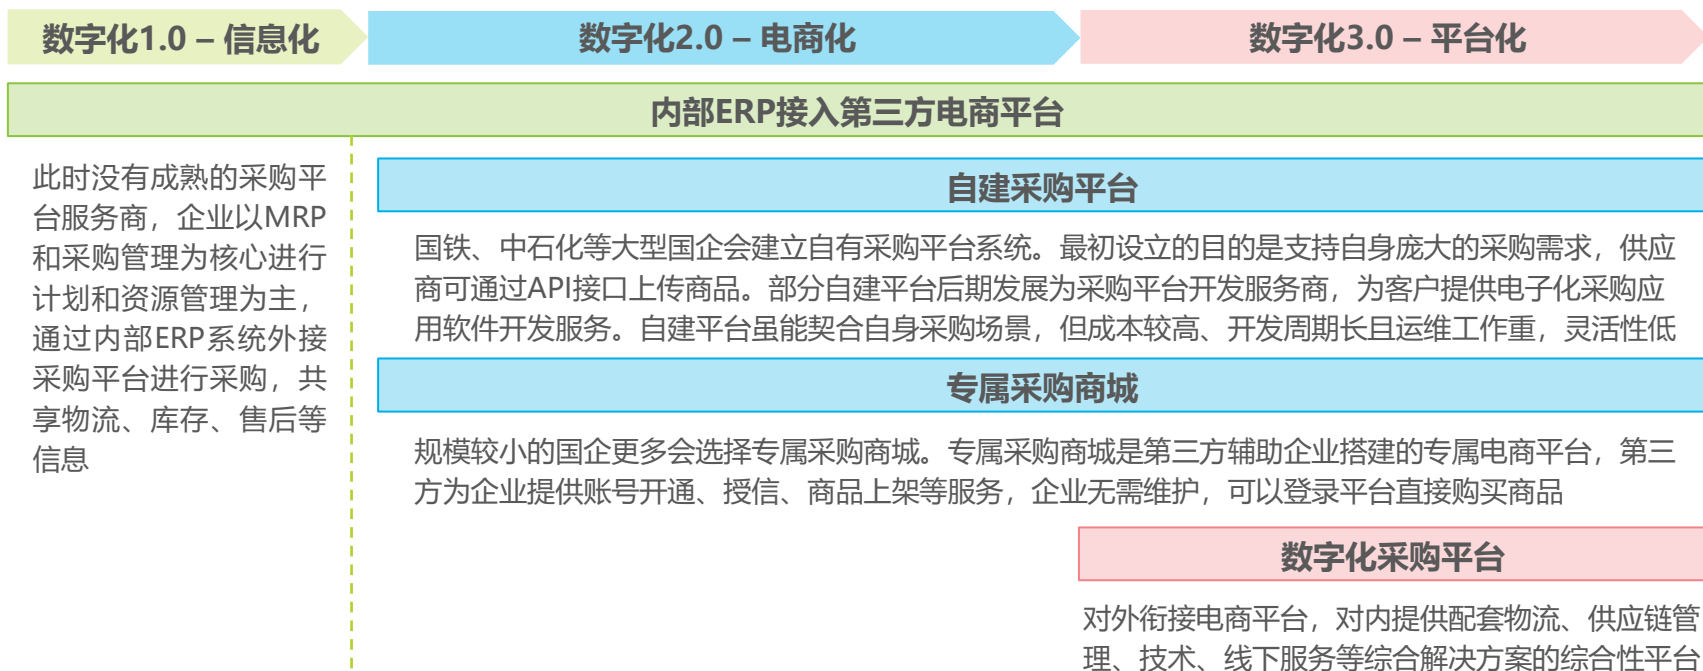 数字化1.0 – 信息化
数字化2.0 – 电商化
数字化3.0 – 平台化
内部ERP接入第三方电商平台
此时没有成熟的采购平
台服务商，企业以MRP
和采购管理为核心进行
计划和资源管理为主，
通过内部ERP系统外接
采购平台进行采购，共
享物流、库存、售后等
信息
自建采购平台
国铁、中石化等大型国企会建立自有采购平台系统。最初设立的目的是支持自身庞大的采购需求，供应
商可通过API接口上传商品。部分自建平台后期发展为采购平台开发服务商，为客户提供电子化采购应
用软件开发服务。自建平台虽能契合自身采购场景，但成本较高、开发周期长且运维工作重，灵活性低
专属采购商城
规模较小的国企更多会选择专属采购商城。专属采购商城是第三方辅助企业搭建的专属电商平台，第三
方为企业提供账号开通、授信、商品上架等服务，企业无需维护，可以登录平台直接购买商品
数字化采购平台
对外衔接电商平台，对内提供配套物流、供应链管
理、技术、线下服务等综合解决方案的综合性平台